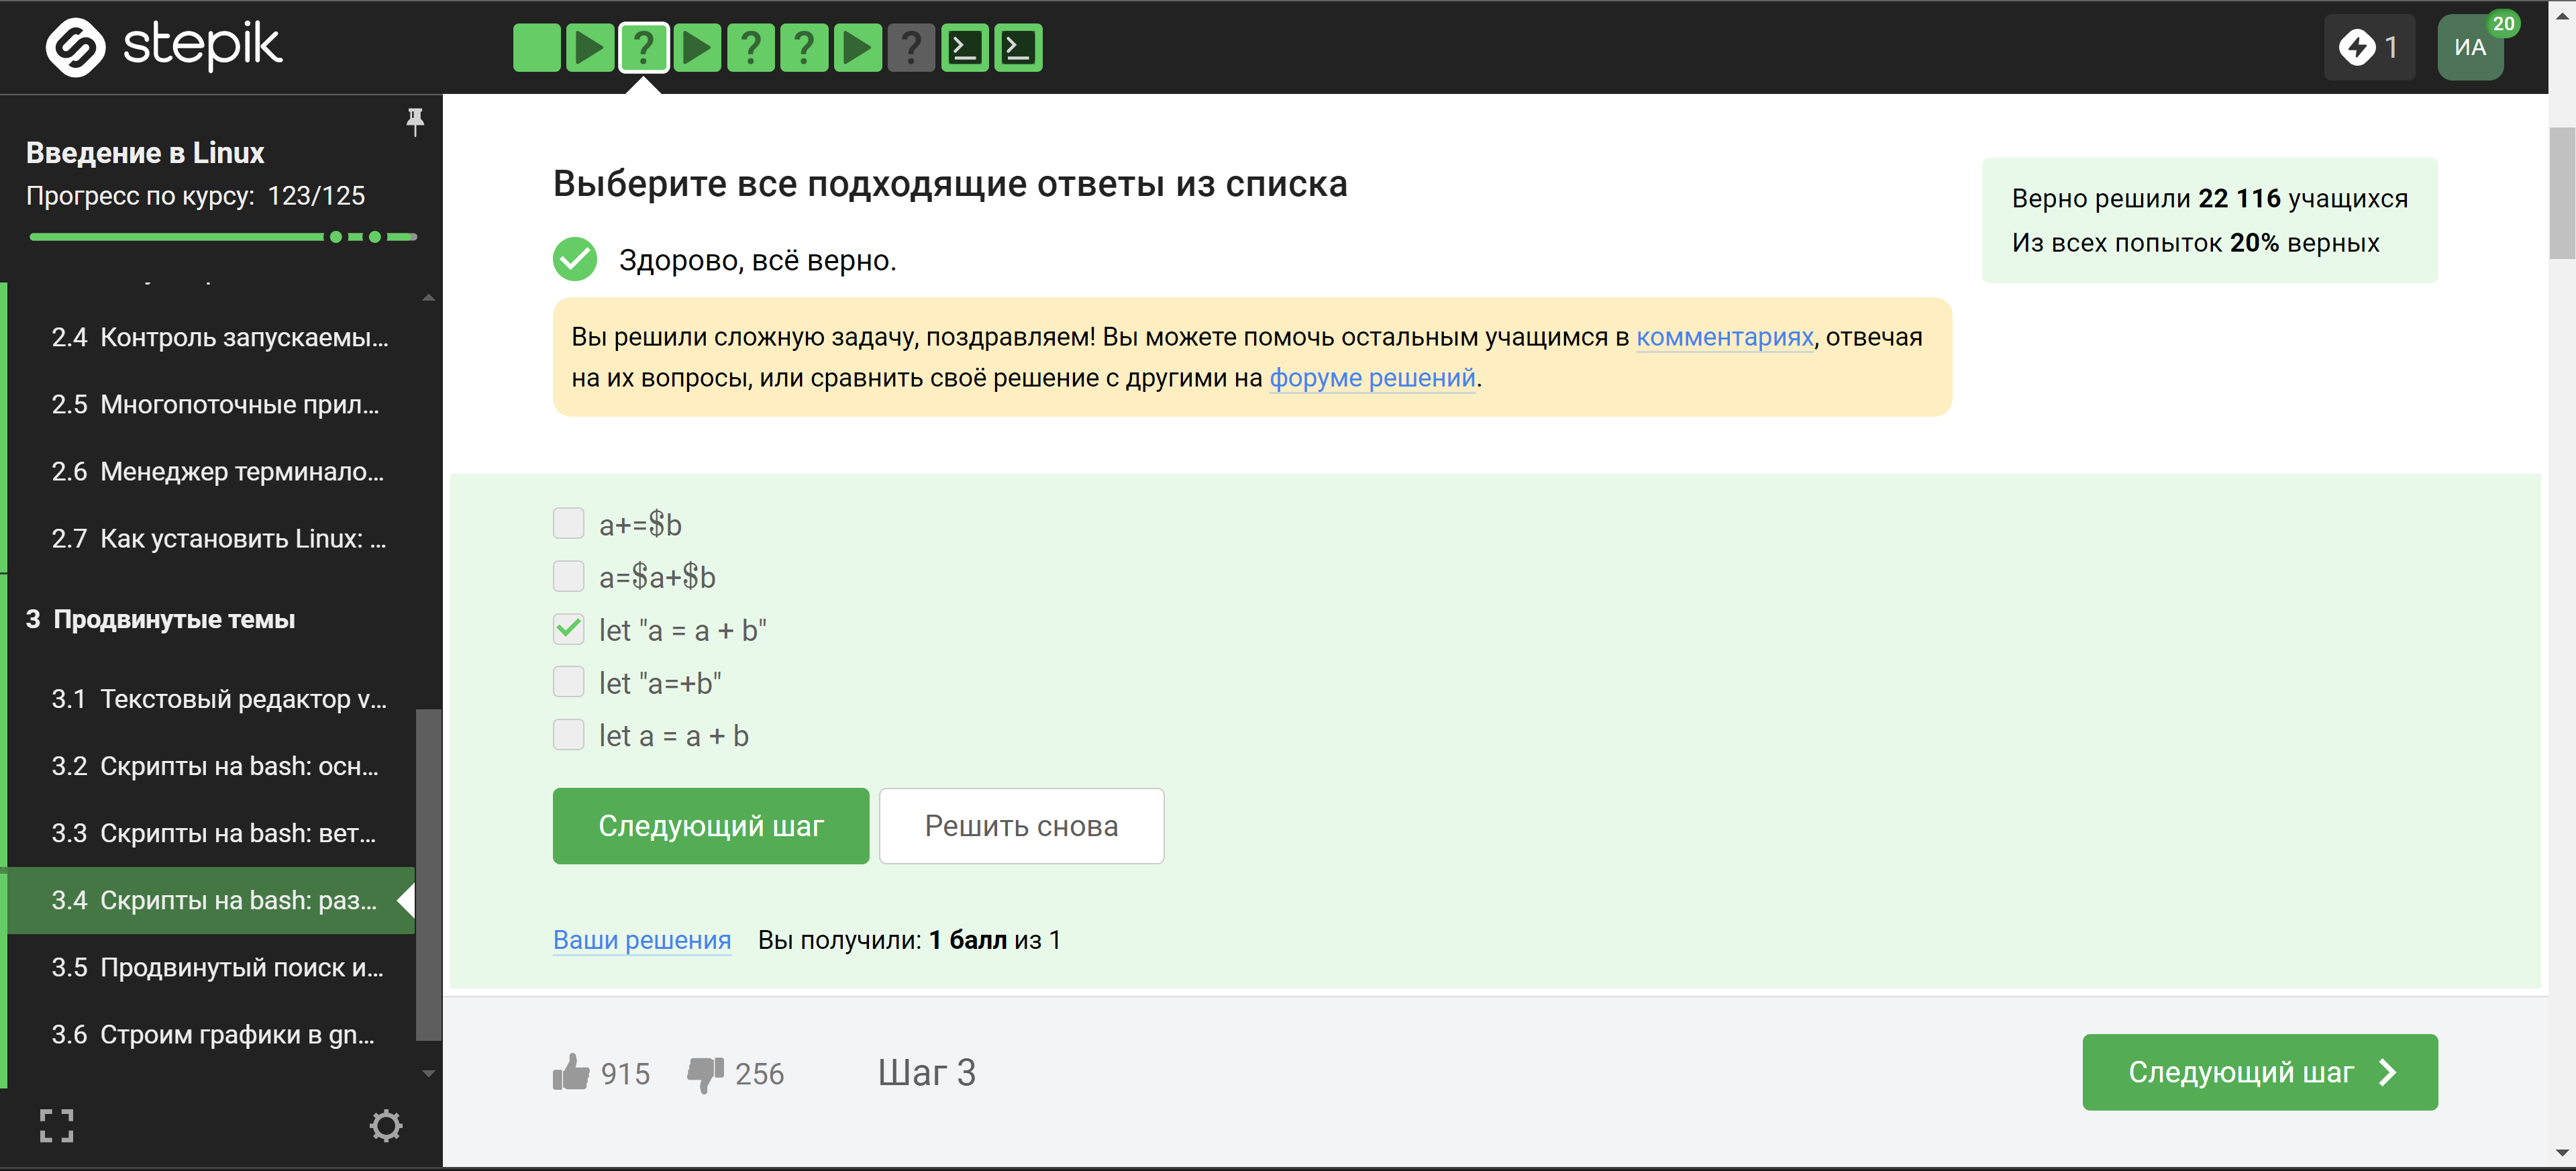 stepik
1
ИА
20
Введение в Linux
Прогресс по курсу: 123/125
2.4 Контроль запускаемы...
2.5 Многопоточные прил...
2.6 Менеджер терминало...
2.7 Как установить Linux: ...
3 Продвинутые темы
3.1 Текстовый редактор v...
3.2 Скрипты на bash: осн...
3.3 Скрипты на bash: вет...
3.4 Скрипты на bash: раз...
3.5 Продвинутый поиск и...
3.6 Строим графики в gn...
Выберите все подходящие ответы из списка
Верно решили 22 116 учащихся
Из всех попыток 20% верных
Здорово, всё верно.
Вы решили сложную задачу, поздравляем! Вы можете помочь остальным учащимся в комментариях, отвечая
на их вопросы, или сравнить своё решение с другими на форуме решений.
a+=$b
a=$a+$b
let "a = a + b"
let "a=+b"
let a = a + b
Следующий шаг
Решить снова
Ваши решения Вы получили: 1 балл из 1
915
256
Шаг 3
Следующий шаг